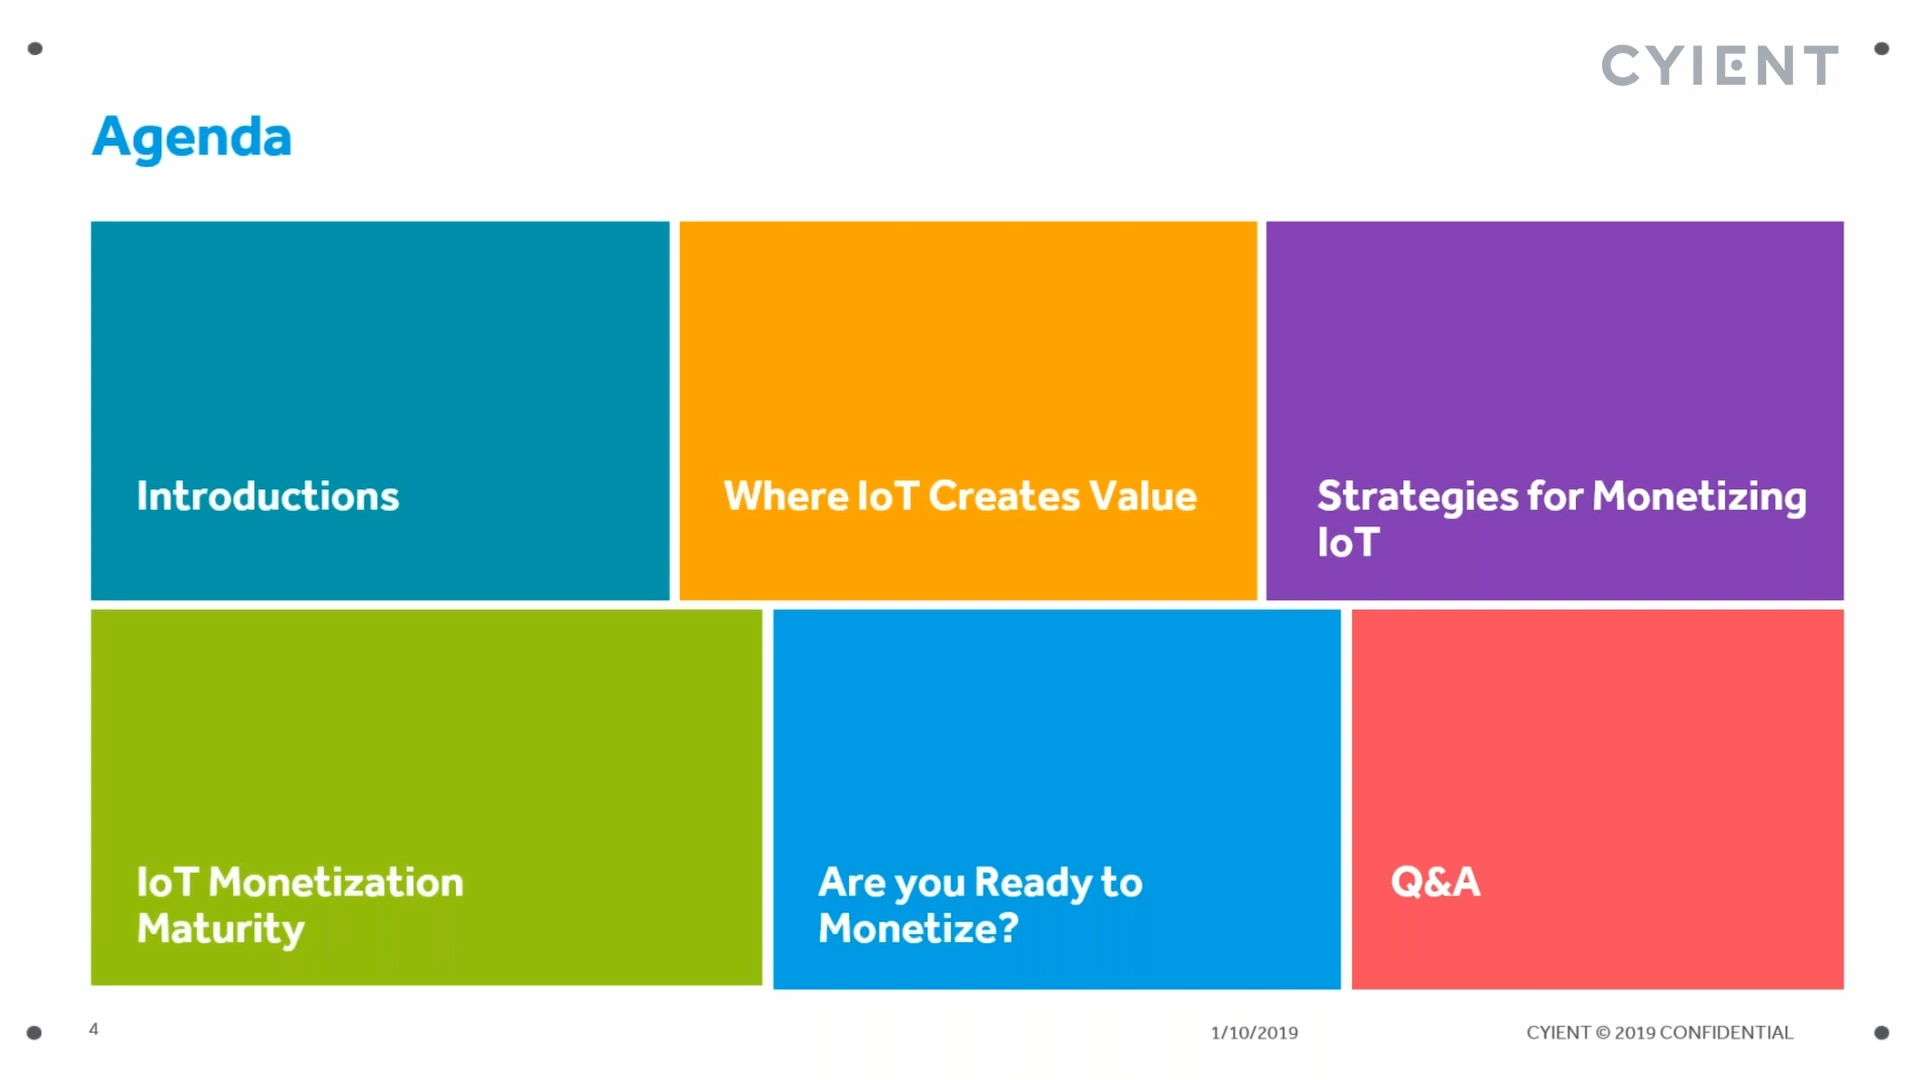 CYIENT
Agenda
Introductions
Where IoT Creates Value
Strategies for Monetizing
IoT
IoT Monetization
Maturity
Are you Ready to
Monetize?
Q&A
4
1/10/2019
CYIENT © 2019 CONFIDENTIAL